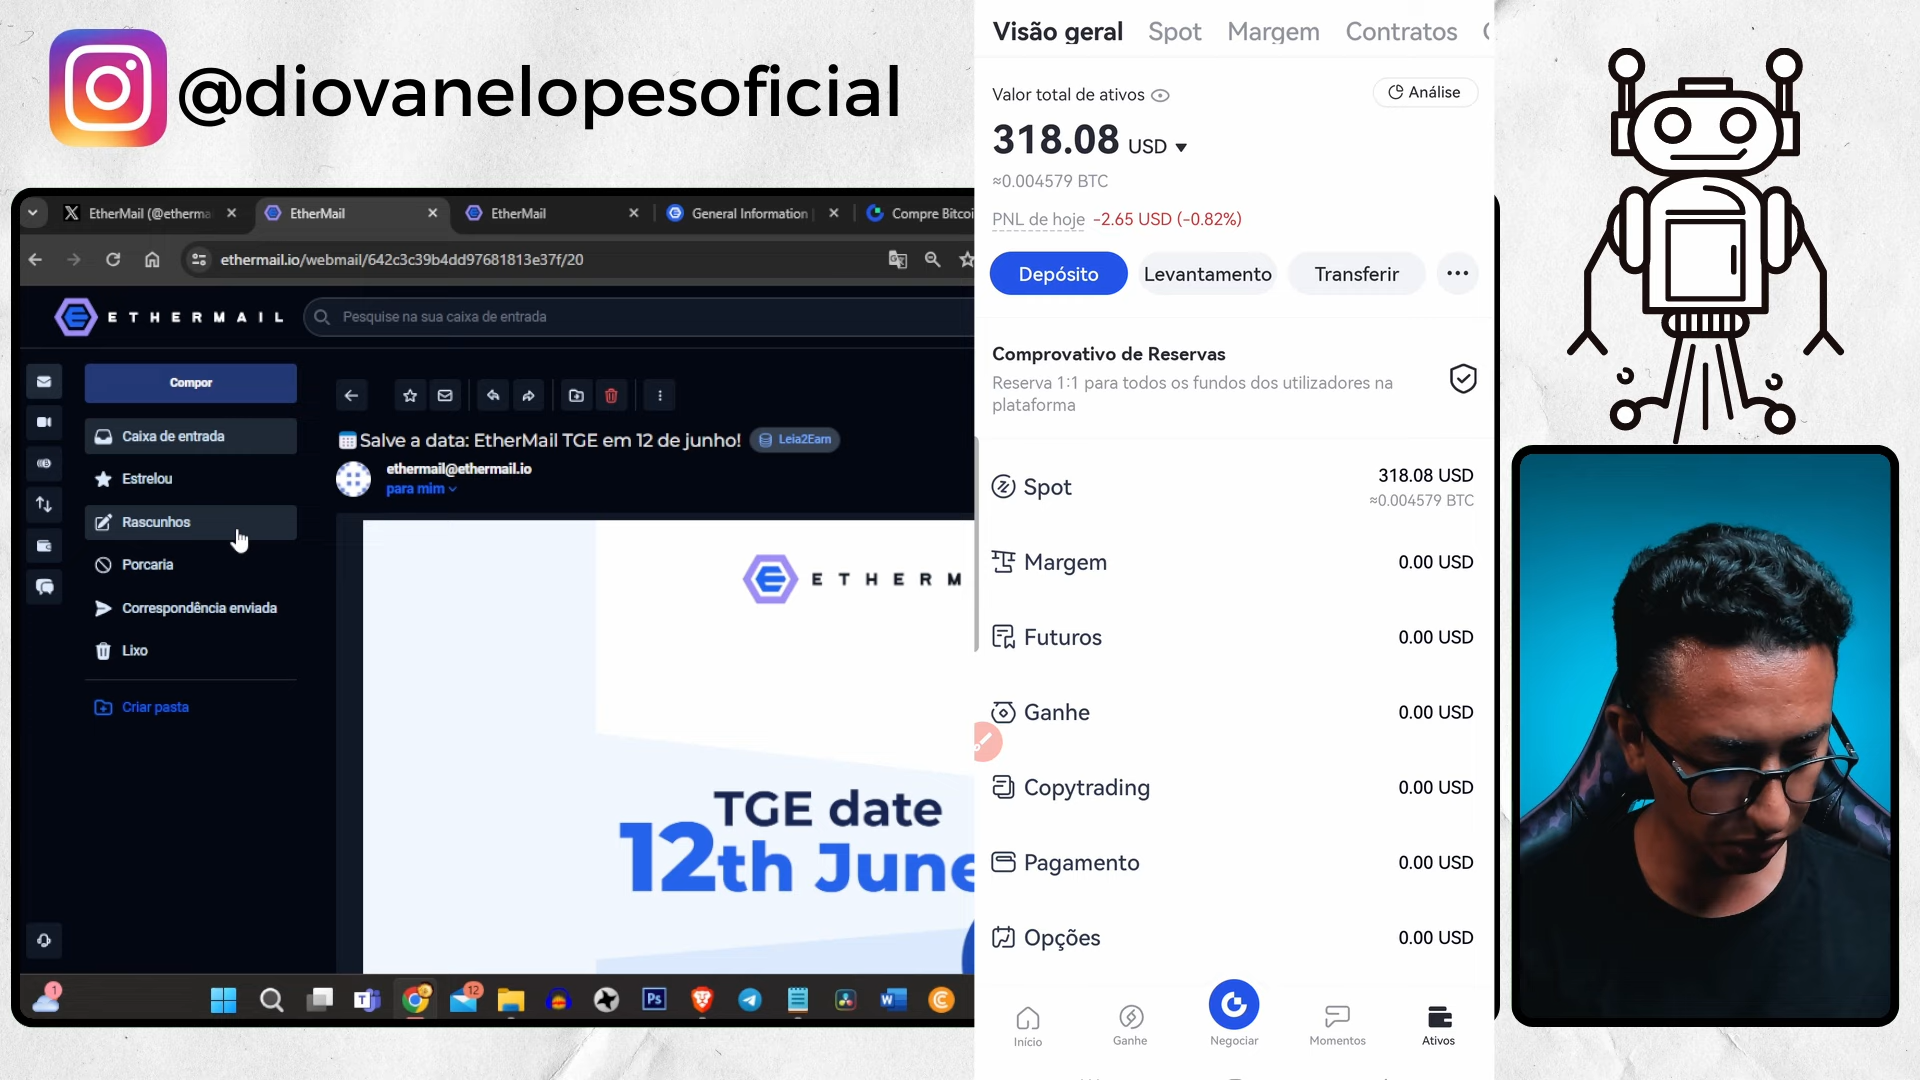 @diovanelopesoficial
EtherMail (@etherma
EtherMail
EtherMail
General Information
Compre Bitcoi
ethermail.io/webmail/642c3c39b4dd97681813e37f/20
ETHERMAIL
Pesquise na sua caixa de entrada
Compor
Caixa de entrada
Estrelou
Rascunhos
Porcaria
Correspondência enviada
Lixo
Criar pasta
Salve a data: EtherMail TGE em 12 de junho!
Leia2Earn
ethermail@ethermail.io
para mim
ETHERM
TGE date
12th June
1
12
Ps
Visão geral
Spot
Margem
Contratos
Valor total de ativos
Análise
318.08 USD
≈0.004579 BTC
PNL de hoje -2.65 USD (-0.82%)
Depósito
Levantamento
Transferir
Comprovativo de Reservas
Reserva 1:1 para todos os fundos dos utilizadores na
plataforma
Spot
318.08 USD
≈0.004579 BTC
Margem
0.00 USD
Futuros
0.00 USD
Ganhe
0.00 USD
Copytrading
0.00 USD
Pagamento
0.00 USD
Opções
0.00 USD
Início
Ganhe
Negociar
Momentos
Ativos